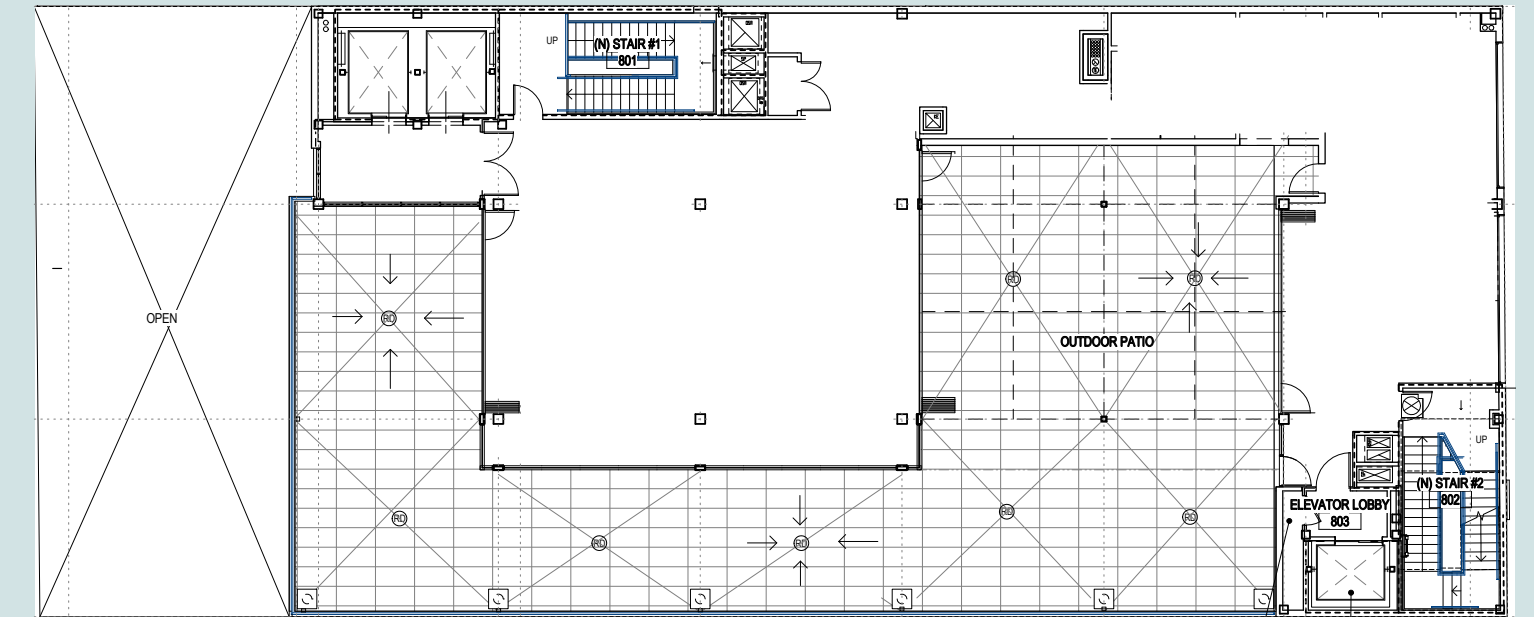 UP
(N) STAIR #1
801
RD
RD
OPEN
RD
OUTDOOR PATIO
UP
(N) STAIR #2
802
ELEVATOR LOBBY
803
RD
RD
RD
RD
RD